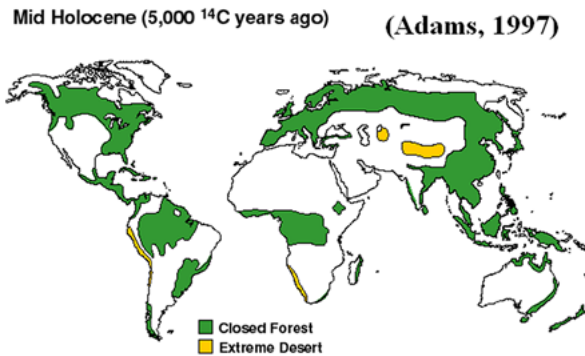 Mid Holocene (5,000 ¹⁴C years ago)
(Adams, 1997)
Closed Forest
Extreme Desert